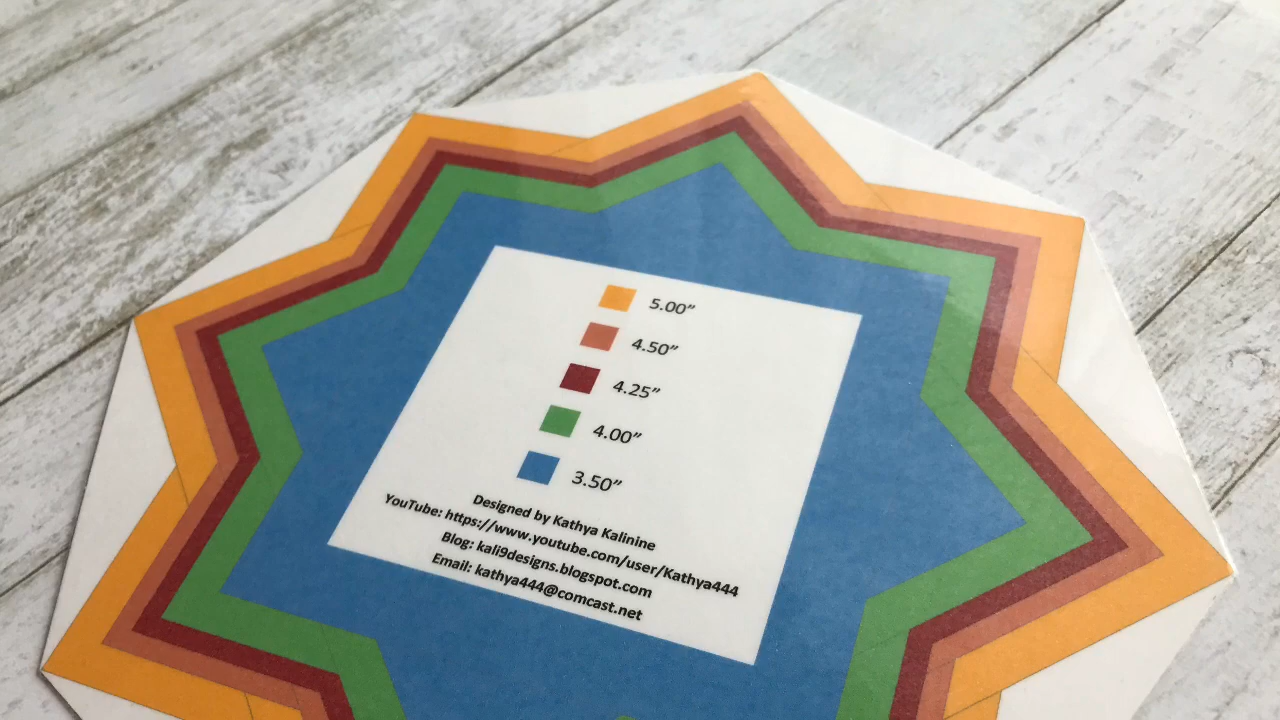 5.00”
4.50”
4.25”
4.00”
3.50”
Designed by Kathya Kalinine
YouTube: https://www.youtube.com/user/Kathya444
Blog: kali9designs.blogspot.com
Email: kathya444@comcast.net